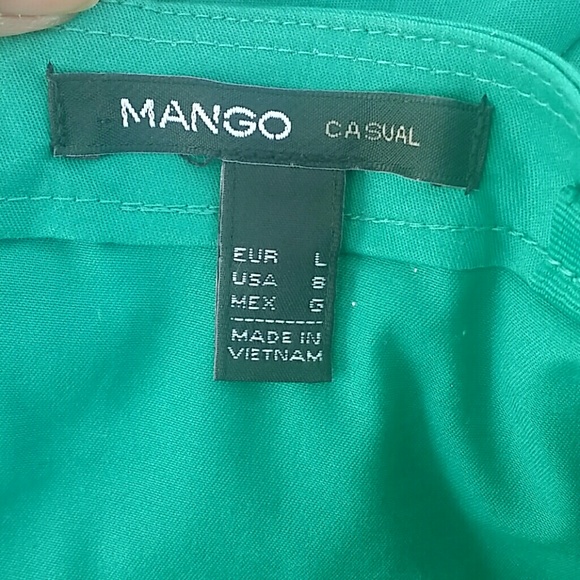 MANGO CASUAL
EUR L
USA 8
MEX G
MADE IN
VIETNAM